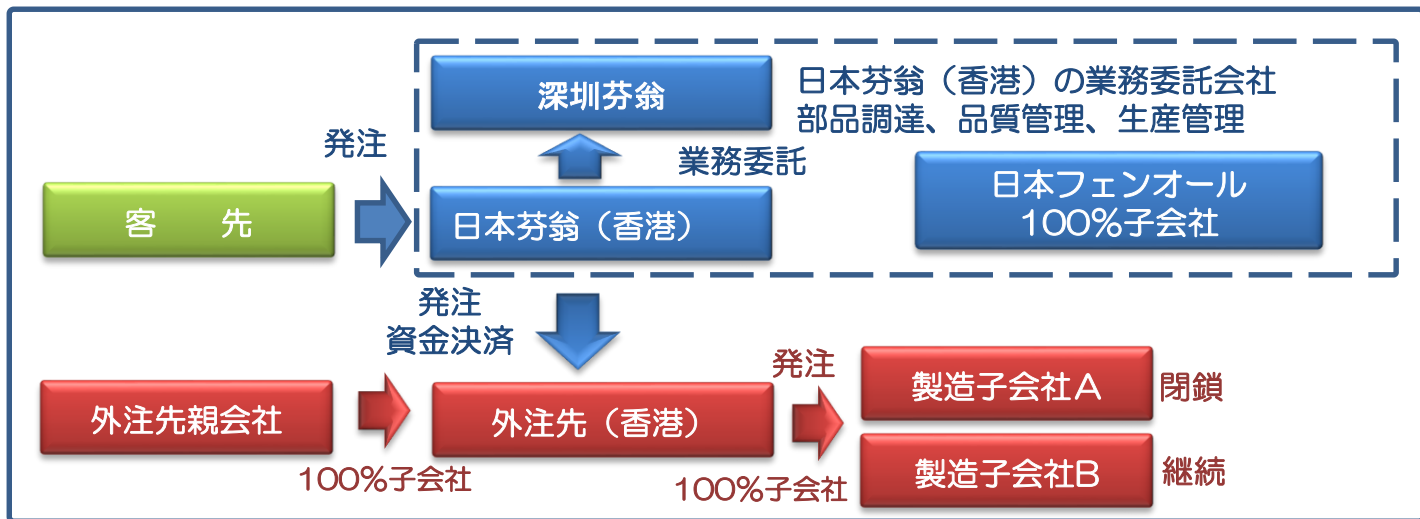 深圳芬翁
日本芬翁（香港）の業務委託会社
部品調達、品質管理、生産管理
発注
業務委託
客　　先
日本芬翁（香港）
日本フェンオール
100%子会社
発注
資金決済
発注
製造子会社A
閉鎖
外注先親会社
外注先（香港）
製造子会社B
継続
100%子会社
100%子会社